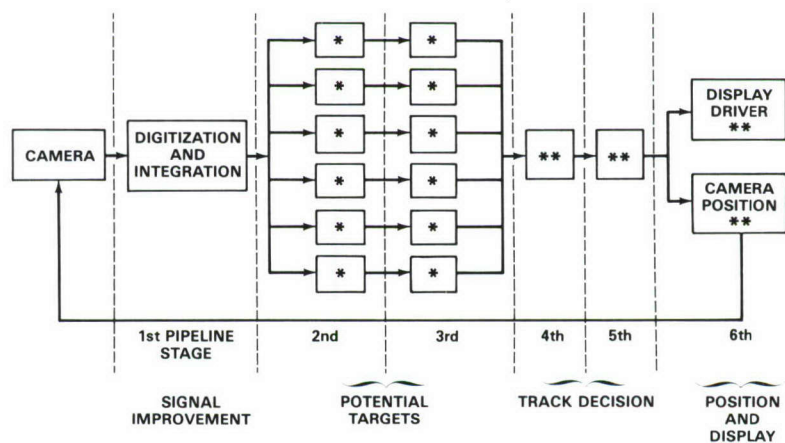 CAMERA
DIGITIZATION
AND
INTEGRATION
*
*
*
*
*
*
*
*
*
*
*
*
**
**
DISPLAY
DRIVER
**
CAMERA
POSITION
**
1st PIPELINE
STAGE
2nd
3rd
4th
5th
6th
SIGNAL
IMPROVEMENT
POTENTIAL
TARGETS
TRACK DECISION
POSITION
AND
DISPLAY